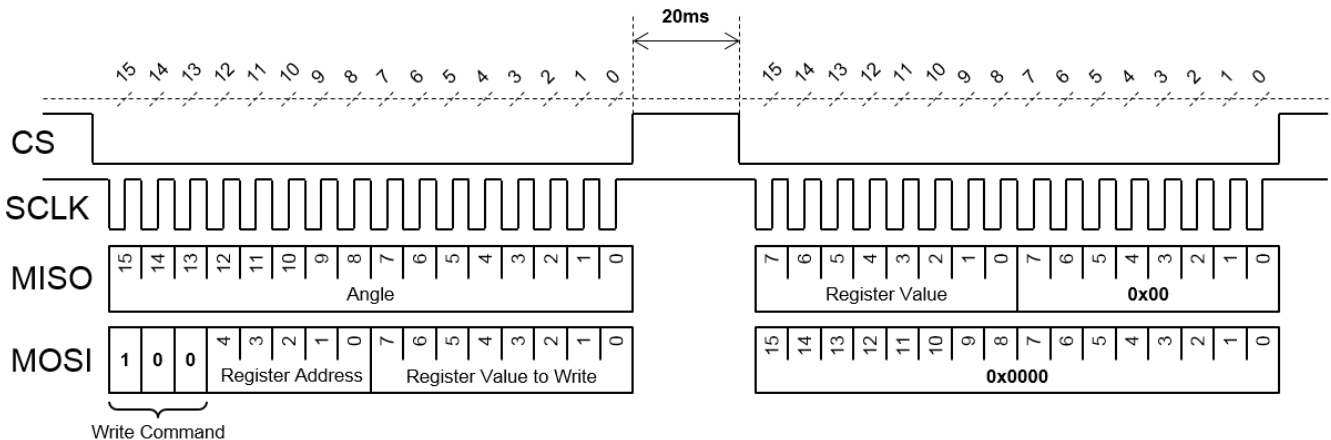 20ms
15 14 13 12 11 10 9 8 7 6 5 4 3 2 1 0 15 14 13 12 11 10 9 8 7 6 5 4 3 2 1 0
CS
SCLK
MISO 15 14 13 12 11 10 9 8 7 6 5 4 3 2 1 0 7 6 5 4 3 2 1 0 7 6 5 4 3 2 1 0
Angle Register Value 0x00
MOSI 1 0 0 4 3 2 1 0 7 6 5 4 3 2 1 0 15 14 13 12 11 10 9 8 7 6 5 4 3 2 1 0
Register Address Register Value to Write 0x0000
Write Command